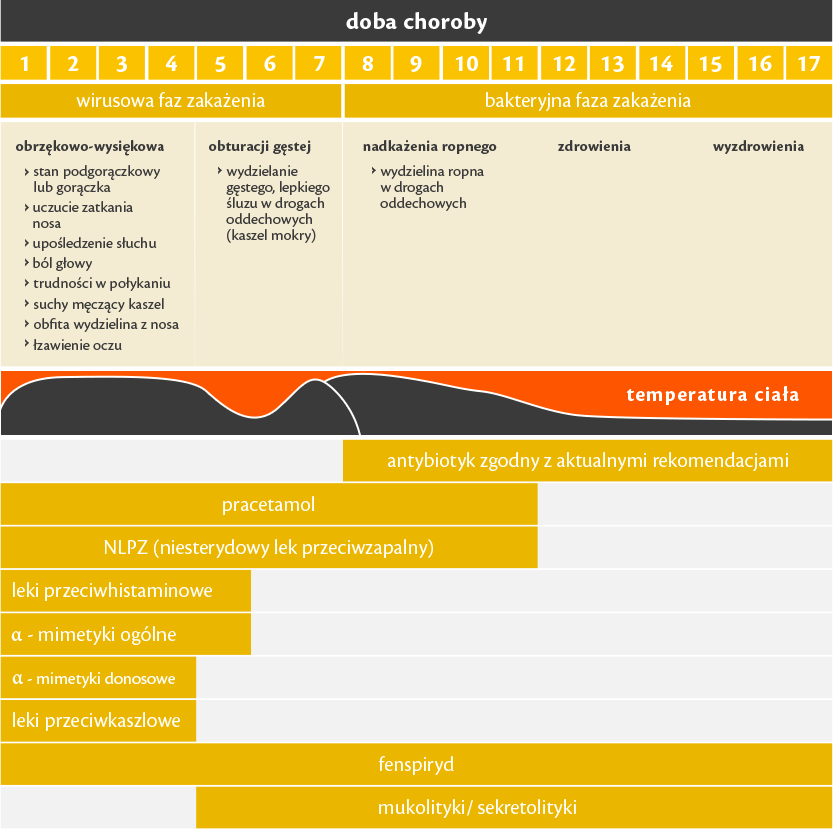 doba choroby
1 2 3 4 5 6 7 8 9 10 11 12 13 14 15 16 17
wirusowa faz zakażenia
bakteryjna faza zakażenia
obrzękowo-wysiękowa
› stan podgorączkowy
lub gorączka
› uczucie zatkania
nosa
› upośledzenie słuchu
› ból głowy
› trudności w połykaniu
› suchy męczący kaszel
› obfita wydzielina z nosa
› łzawienie oczu
obturacji gęstej
› wydzielanie
gęstego, lepkiego
śluzu w drogach
oddechowych
(kaszel mokry)
nadkażenia ropnego
› wydzielina ropna
w drogach
oddechowych
zdrowienia
wyzdrowienia
temperatura ciała
antybiotyk zgodny z aktualnymi rekomendacjami
pracetamol
NLPZ (niesterydowy lek przeciwzapalny)
leki przeciwhistaminowe
α - mimetyki ogólne
α - mimetyki donosowe
leki przeciwkaszlowe
fenspiryd
mukolityki/ sekretolityki